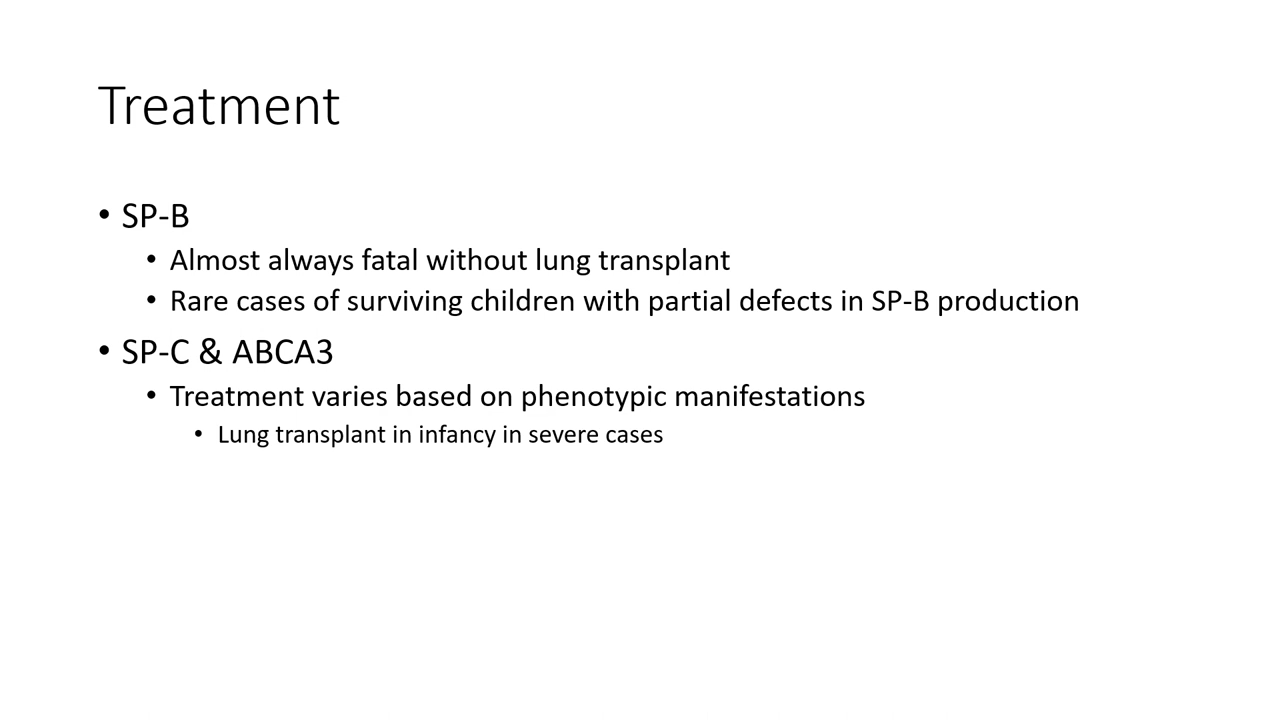 Treatment
• SP-B
• Almost always fatal without lung transplant
• Rare cases of surviving children with partial defects in SP-B production
• SP-C & ABCA3
• Treatment varies based on phenotypic manifestations
• Lung transplant in infancy in severe cases